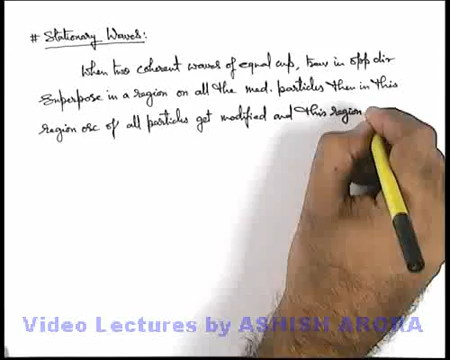 # Stationary Waves:
When two coherent waves of equal amp, trav in opp dir
Superpose in a region on all the med. particles then in this
region osc of all particles get modified and this region
Video Lectures by ASHISH ARORA